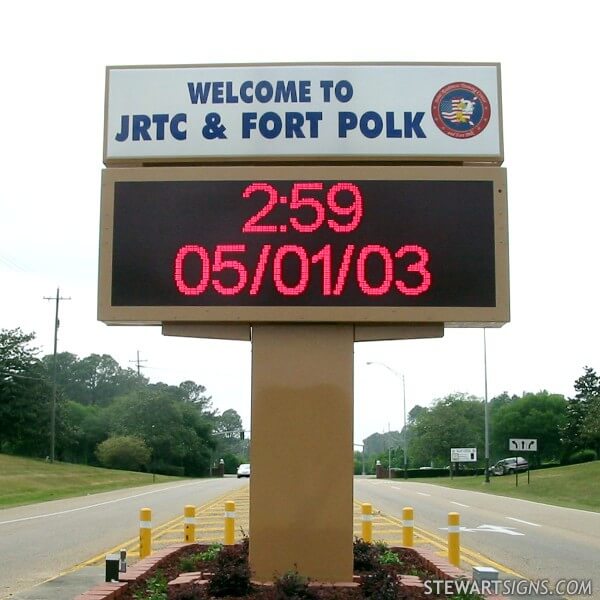 WELCOME TO
JRTC & FORT POLK
2:59
05/01/03
STEWARTSIGNS.COM